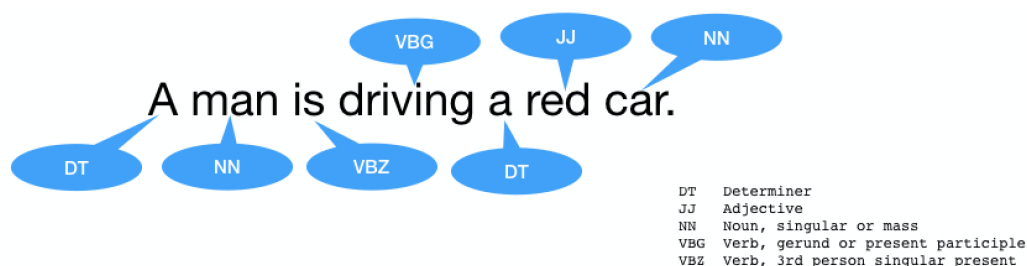 VBG JJ NN
A man is driving a red car.
DT NN VBZ DT
DT Determiner
JJ Adjective
NN Noun, singular or mass
VBG Verb, gerund or present participle
VBZ Verb, 3rd person singular present